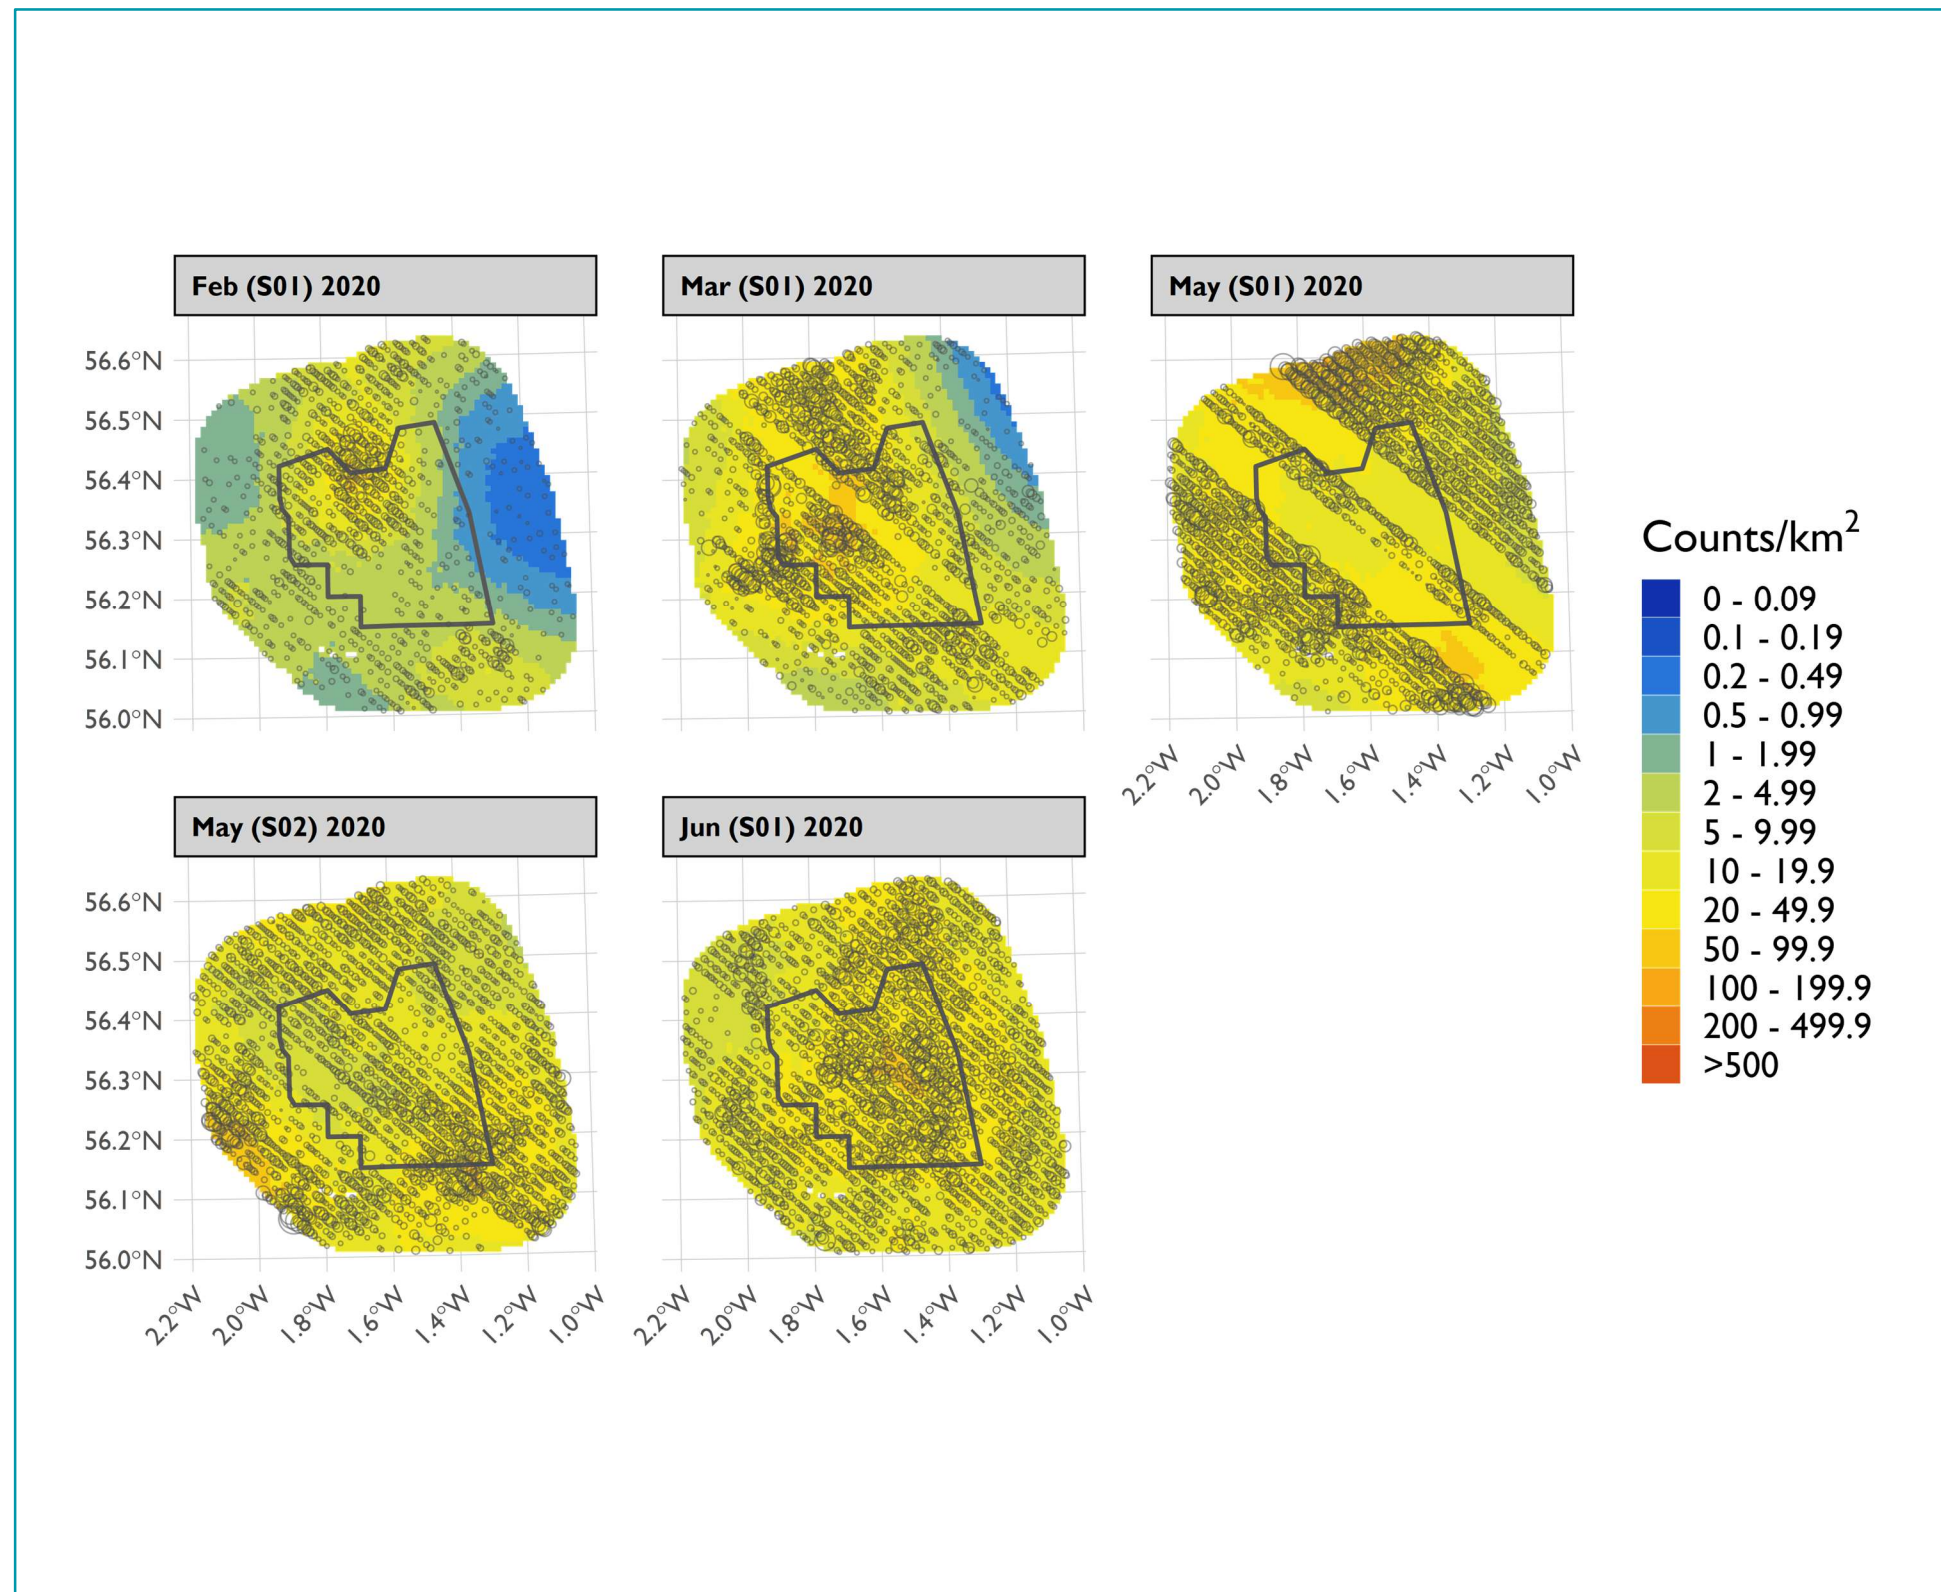 Feb (S01) 2020
Mar (S01) 2020
May (S01) 2020
56.6°N
56.5°N
56.4°N
56.3°N
56.2°N
56.1°N
56.0°N
2.2°W 2.0°W 1.8°W 1.6°W 1.4°W 1.2°W 1.0°W
May (S02) 2020
Jun (S01) 2020
56.6°N
56.5°N
56.4°N
56.3°N
56.2°N
56.1°N
56.0°N
2.2°W 2.0°W 1.8°W 1.6°W 1.4°W 1.2°W 1.0°W
2.2°W 2.0°W 1.8°W 1.6°W 1.4°W 1.2°W 1.0°W
Counts/km²
0 - 0.09
0.1 - 0.19
0.2 - 0.49
0.5 - 0.99
1 - 1.99
2 - 4.99
5 - 9.99
10 - 19.9
20 - 49.9
50 - 99.9
100 - 199.9
200 - 499.9
>500